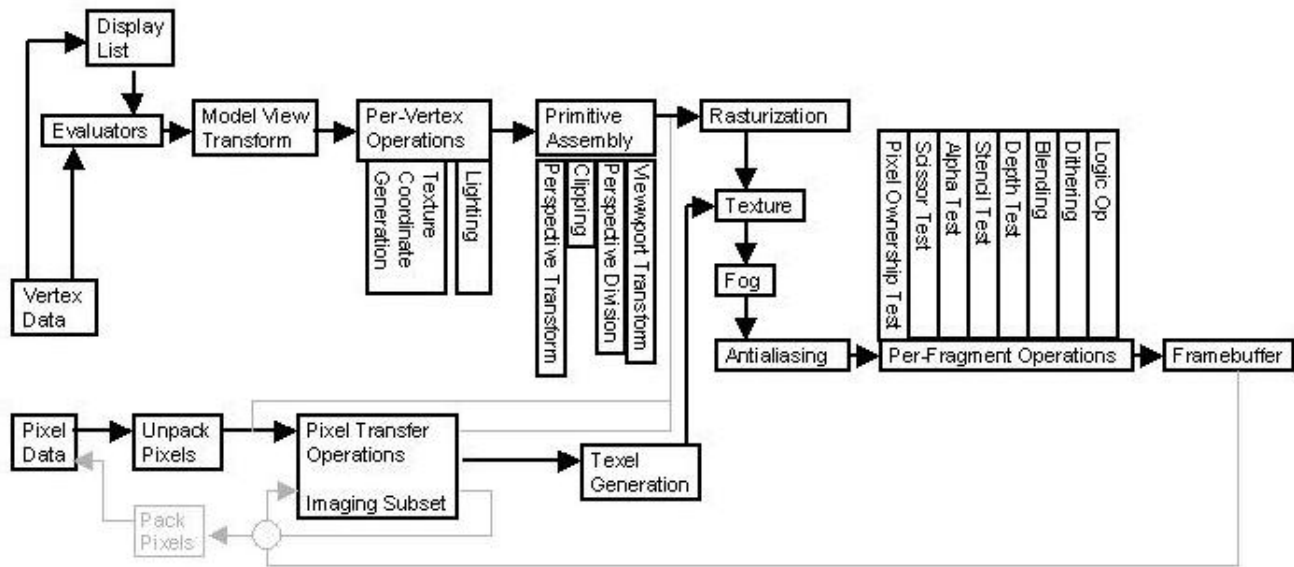 Display
List
Evaluators
Model View
Transform
Per-Vertex
Operations
Texture
Coordinate
Generation
Lighting
Primitive
Assembly
Perspective Transform
Clipping
Perspective Division
Viewwport Transform
Rasturization
Texture
Fog
Antialiasing
Pixel Ownership Test
Scissor Test
Alpha Test
Stencil Test
Depth Test
Blending
Dithering
Logic Op
Per-Fragment Operations
Framebuffer
Vertex
Data
Pixel
Data
Unpack
Pixels
Pixel Transfer
Operations
Imaging Subset
Texel
Generation
Pack
Pixels